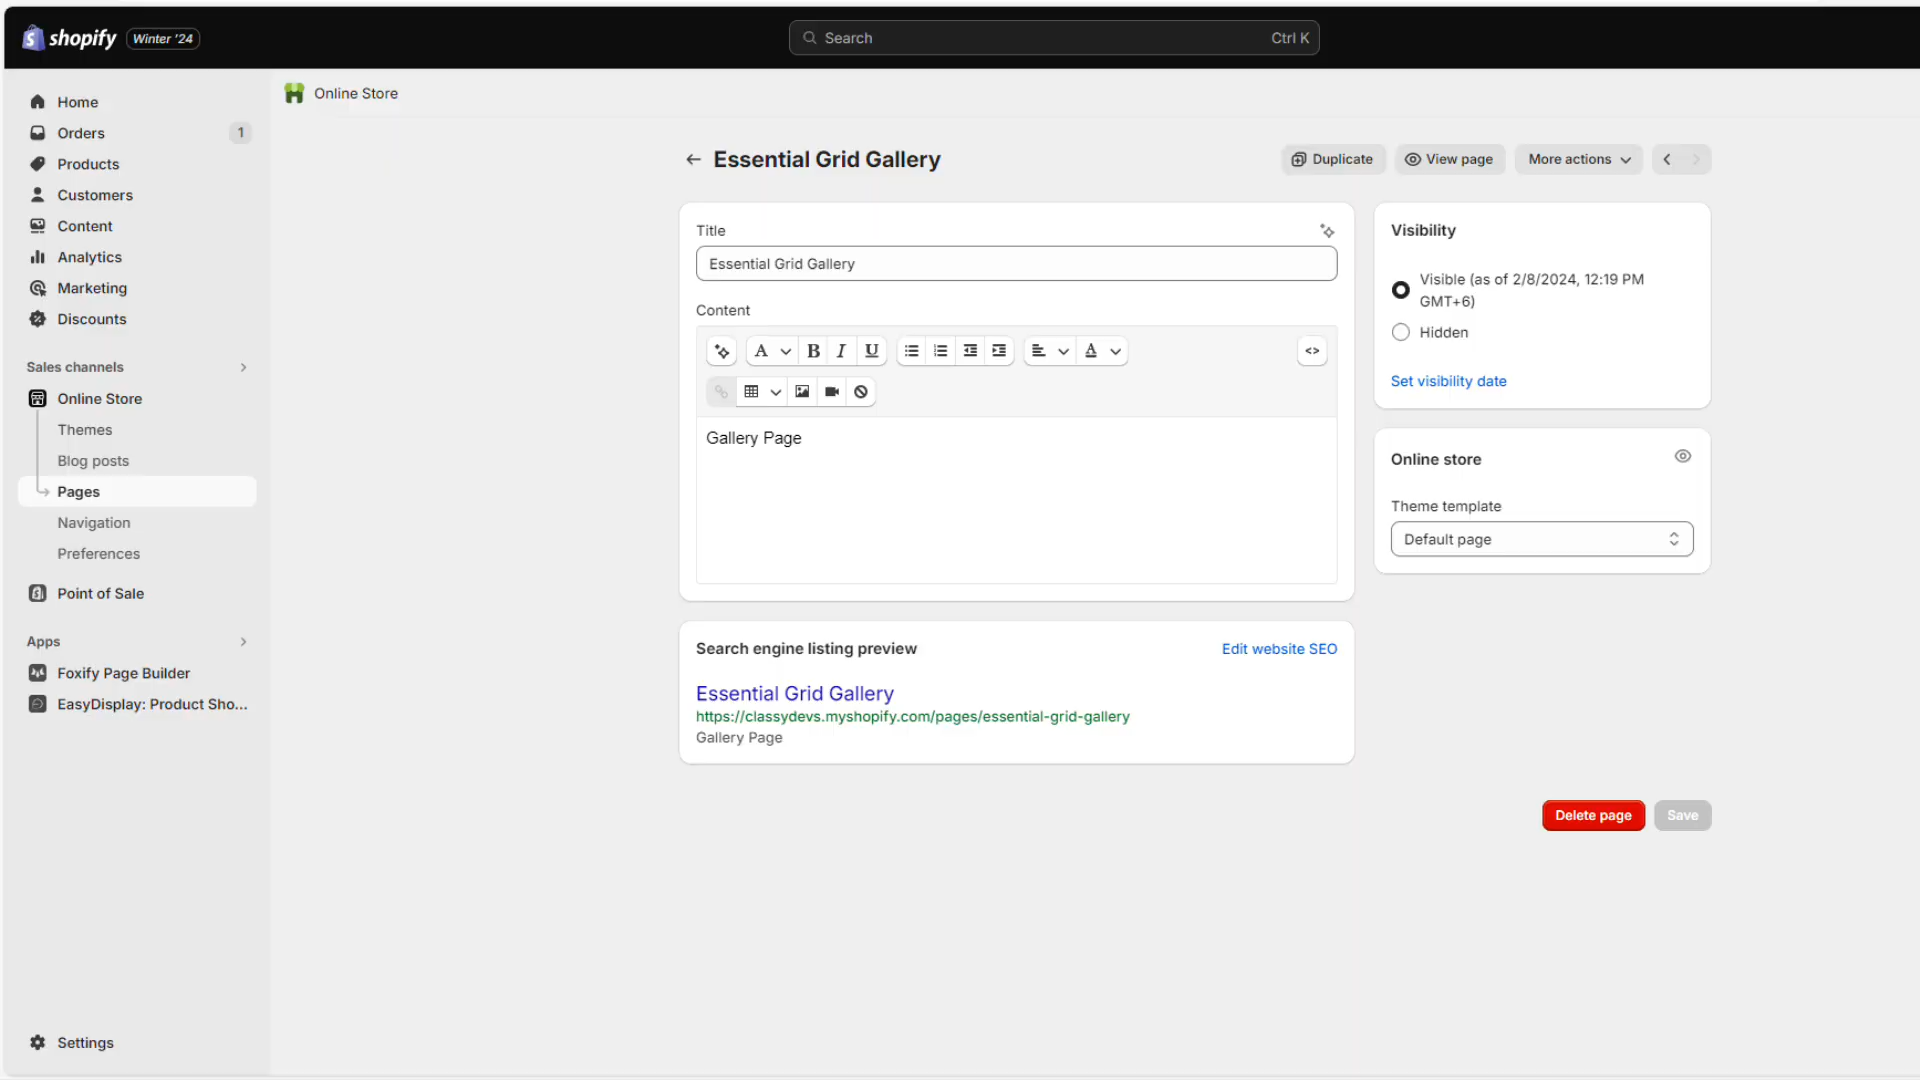 shopify Winter '24
Search Ctrl K
Home
Orders 1
Products
Customers
Content
Analytics
Marketing
Discounts
Sales channels
Online Store
Themes
Blog posts
Pages
Navigation
Preferences
Point of Sale
Apps
Foxify Page Builder
EasyDisplay: Product Sho...
Settings
Online Store
Essential Grid Gallery
Duplicate
View page
More actions
Title
Essential Grid Gallery
Content
A B I U A <>
Gallery Page
Search engine listing preview
Edit website SEO
Essential Grid Gallery
https://classydevs.myshopify.com/pages/essential-grid-gallery
Gallery Page
Visibility
Visible (as of 2/8/2024, 12:19 PM
GMT+6)
Hidden
Set visibility date
Online store
Theme template
Default page
Delete page
Save